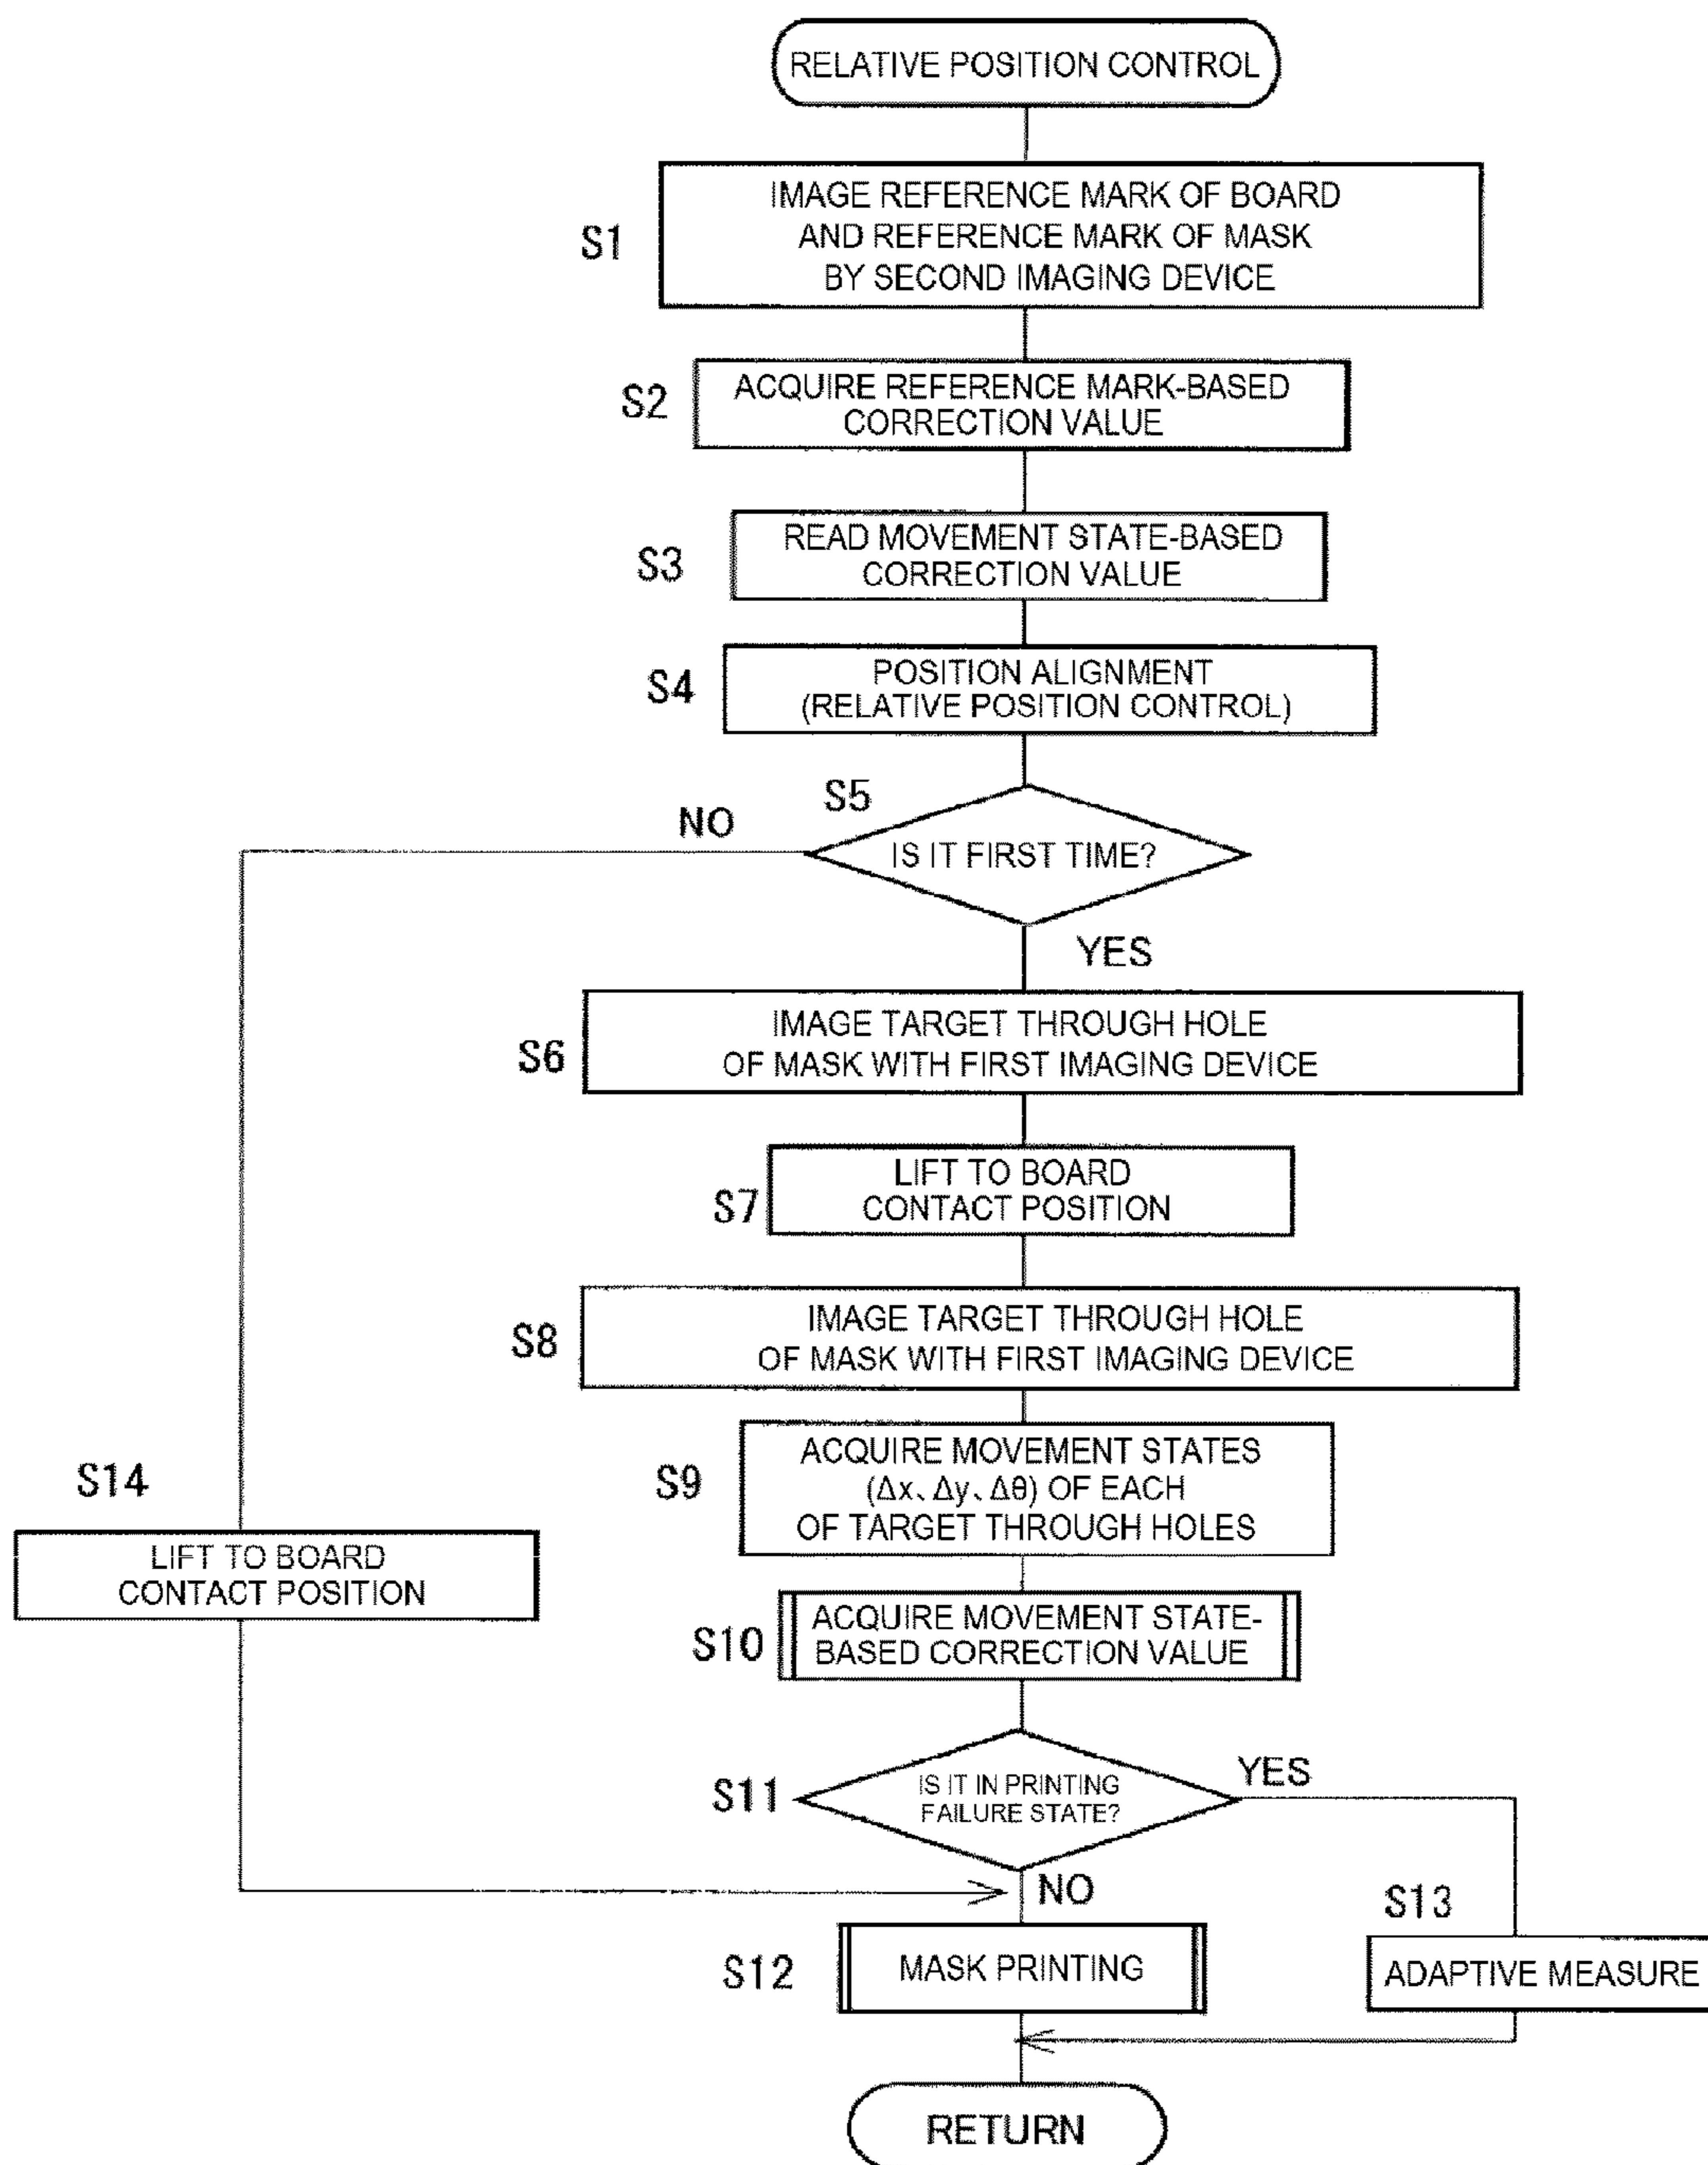 RELATIVE POSITION CONTROL
S1
IMAGE REFERENCE MARK OF BOARD
AND REFERENCE MARK OF MASK
BY SECOND IMAGING DEVICE
S2
ACQUIRE REFERENCE MARK-BASED
CORRECTION VALUE
S3
READ MOVEMENT STATE-BASED
CORRECTION VALUE
S4
POSITION ALIGNMENT
(RELATIVE POSITION CONTROL)
S5
NO
IS IT FIRST TIME?
YES
S6
IMAGE TARGET THROUGH HOLE
OF MASK WITH FIRST IMAGING DEVICE
S7
LIFT TO BOARD
CONTACT POSITION
S8
IMAGE TARGET THROUGH HOLE
OF MASK WITH FIRST IMAGING DEVICE
S9
ACQUIRE MOVEMENT STATES
(Δx、Δy、Δθ) OF EACH
OF TARGET THROUGH HOLES
S14
LIFT TO BOARD
CONTACT POSITION
S10
ACQUIRE MOVEMENT STATE-
BASED CORRECTION VALUE
S11
IS IT IN PRINTING
FAILURE STATE?
YES
NO
S13
S12
MASK PRINTING
ADAPTIVE MEASURE
RETURN